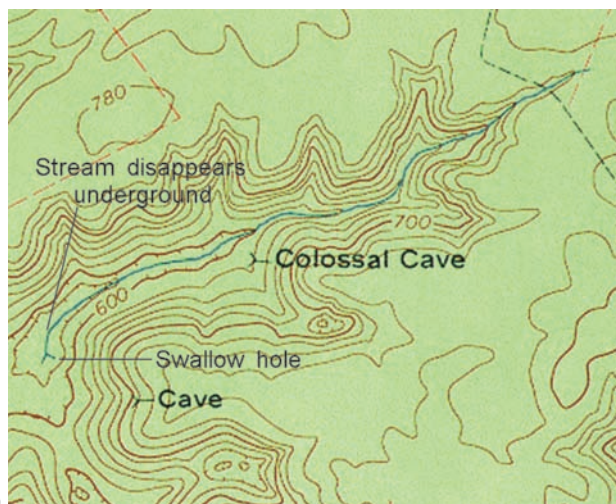 780
Stream disappears
underground
700
Colossal Cave
600
Swallow hole
Cave